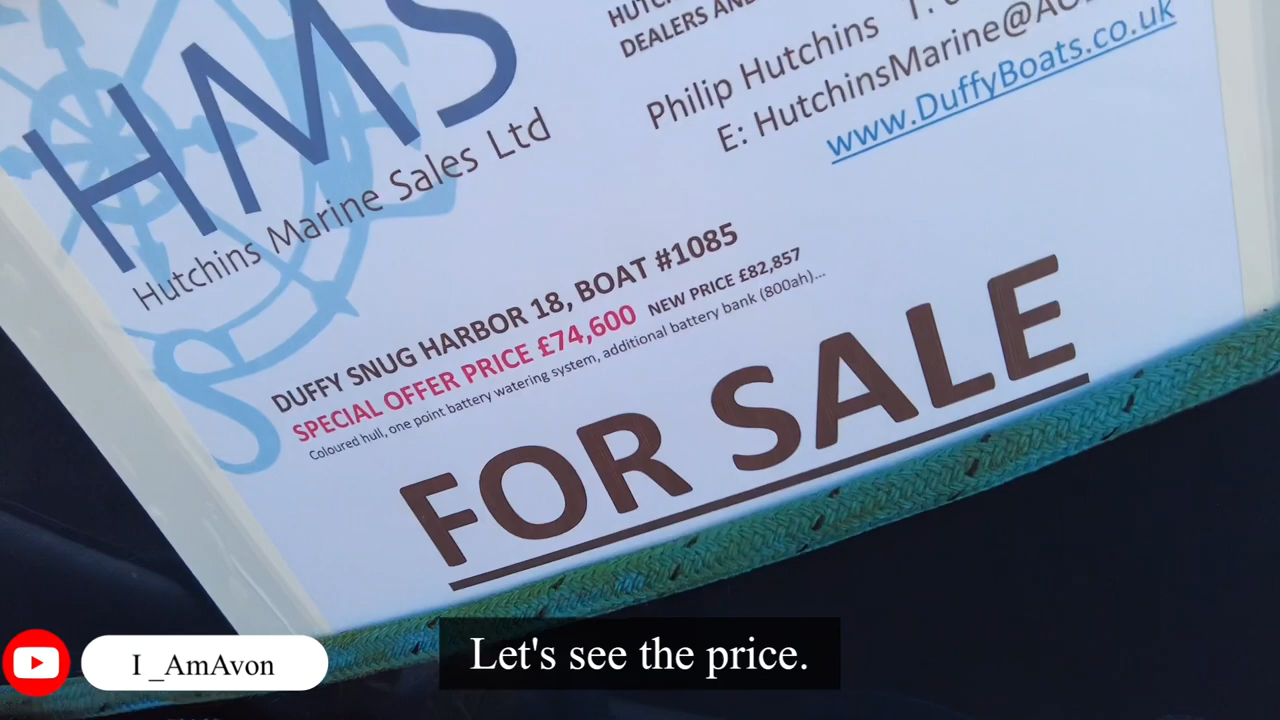 HMS
Hutchins Marine Sales Ltd
DEALERS
Philip Hutchins T:
E: HutchinsMarine@
www.DuffyBoats.co.uk
DUFFY SNUG HARBOR 18, BOAT #1085
SPECIAL OFFER PRICE £74,600 NEW PRICE £82,857
Coloured hull, one point battery watering system, additional battery bank (800ah)...
FOR SALE
I _AmAvon
Let's see the price.